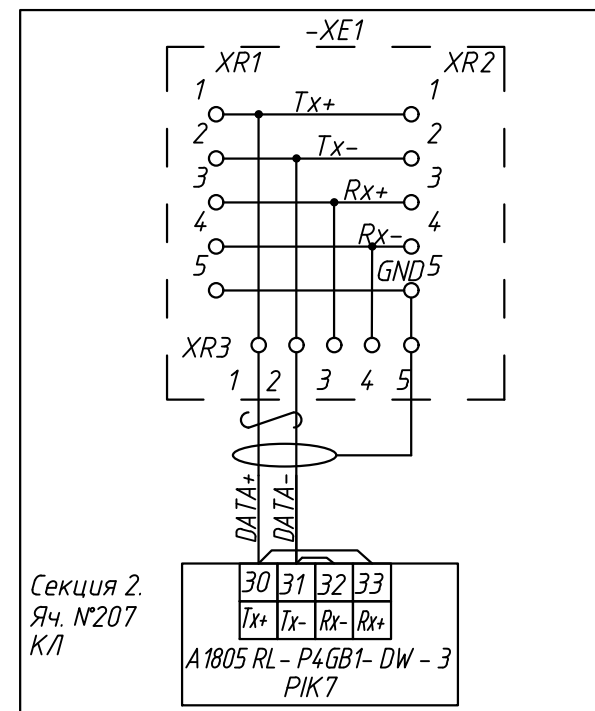 -XE1
XR1 XR2
1 Tx+ 1
2 Tx- 2
3 Rx+ 3
4 Rx- 4
5 GND 5
XR3
1 2 3 4 5
DATA+
DATA-
30 31 32 33
Tx+ Tx- Rx- Rx+
A1805 RL-P4GB1-DW-3
PIK7
Секция 2.
Яч. №207
КЛ